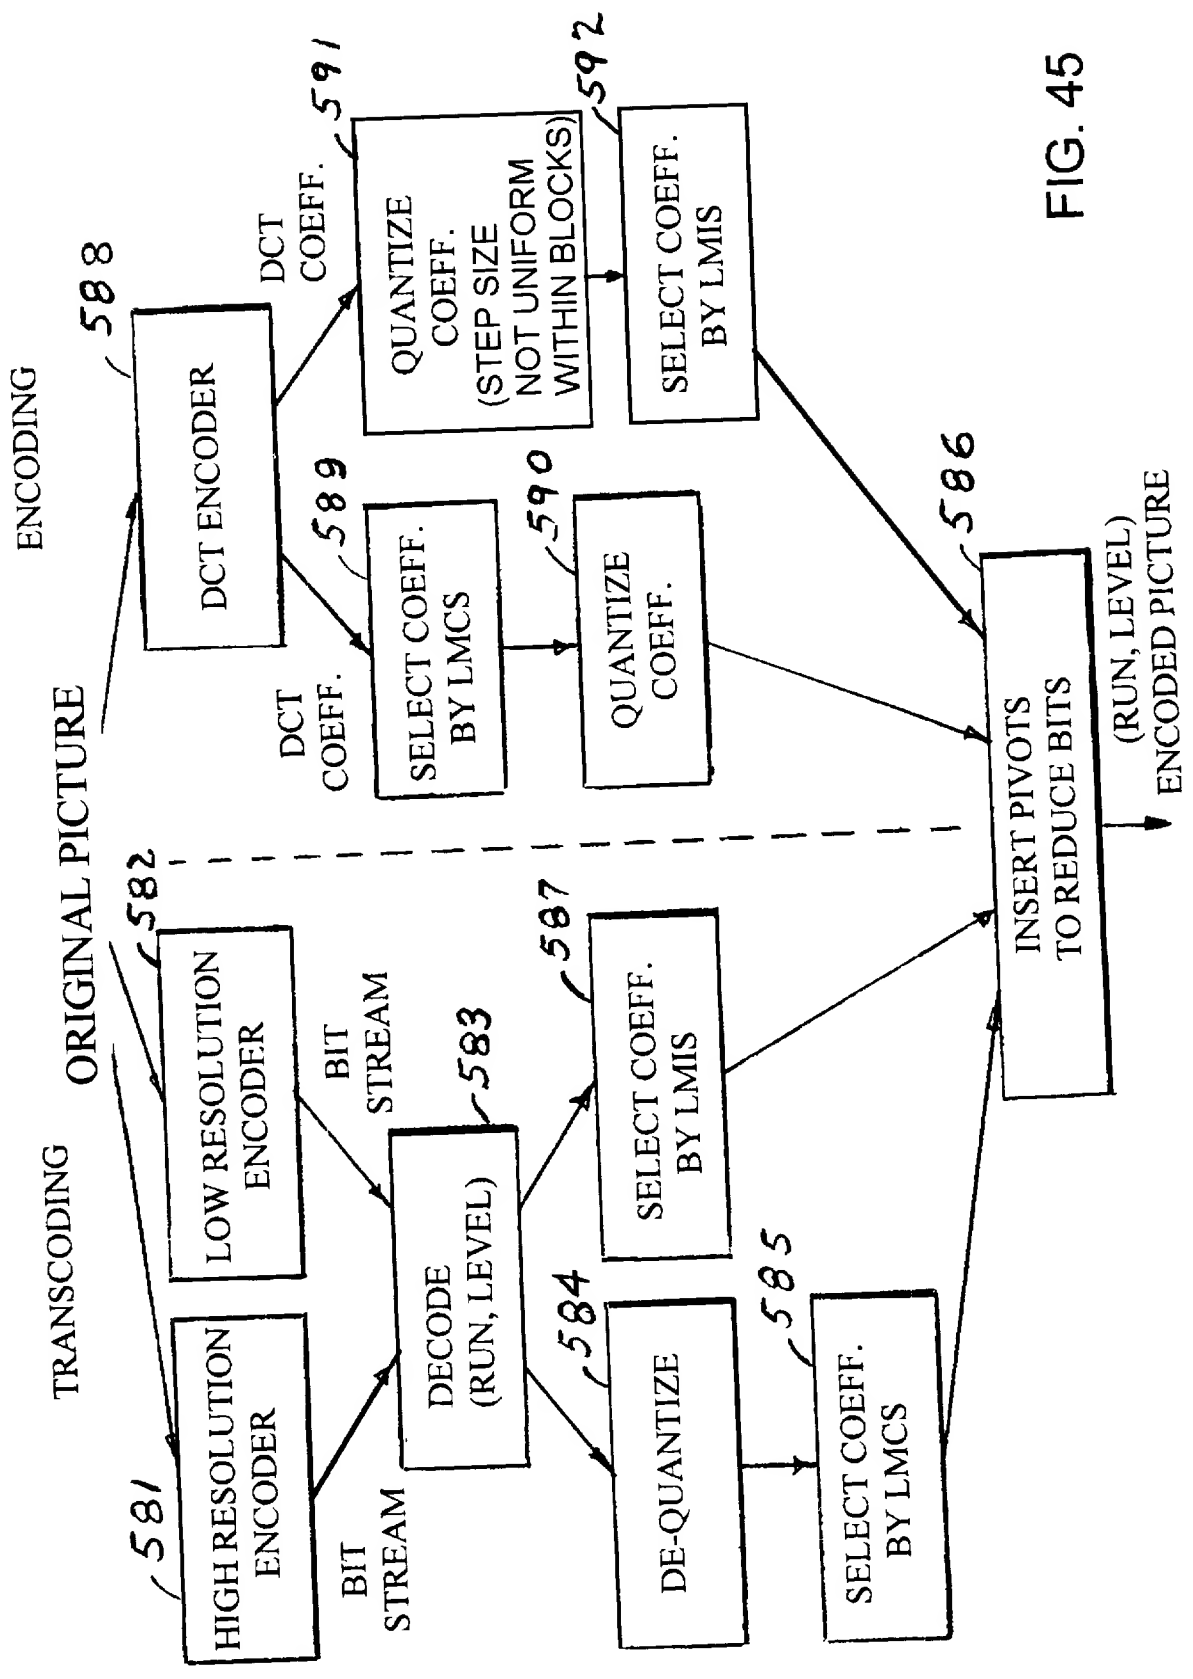 TRANSCODING
ORIGINAL PICTURE
ENCODING
581
HIGH RESOLUTION
ENCODER
582
LOW RESOLUTION
ENCODER
588
DCT ENCODER
BIT
STREAM
BIT
STREAM
DCT
COEFF.
DCT
COEFF.
583
DECODE
(RUN, LEVEL)
589
SELECT COEFF.
BY LMCS
591
QUANTIZE
COEFF.
(STEP SIZE
NOT UNIFORM
WITHIN BLOCKS)
584
DE-QUANTIZE
587
SELECT COEFF.
BY LMIS
590
QUANTIZE
COEFF.
592
SELECT COEFF.
BY LMIS
585
SELECT COEFF.
BY LMCS
586
INSERT PIVOTS
TO REDUCE BITS
(RUN, LEVEL)
ENCODED PICTURE
FIG. 45